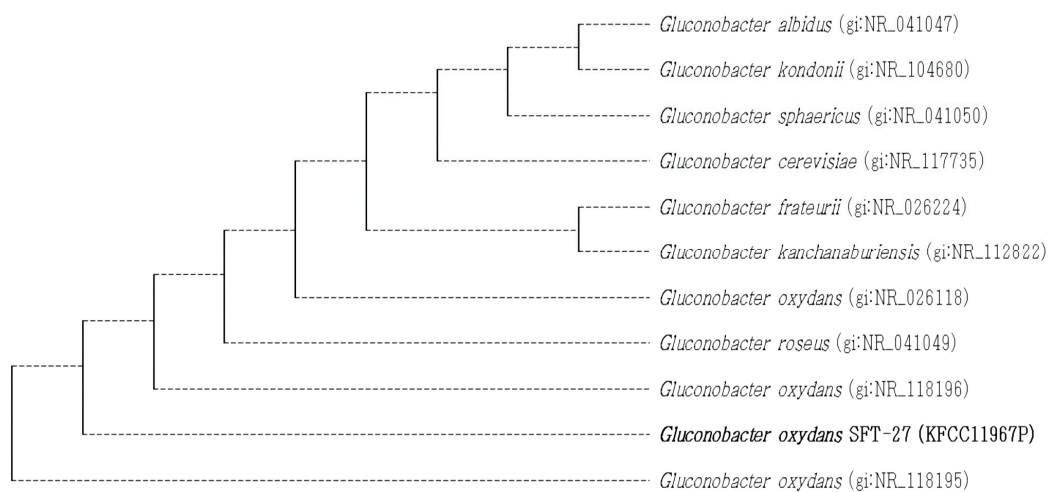 Gluconobacter albidus (gi:NR_041047)
Gluconobacter kondonii (gi:NR_104680)
Gluconobacter sphaericus (gi:NR_041050)
Gluconobacter cerevisiae (gi:NR_117735)
Gluconobacter frateurii (gi:NR_026224)
Gluconobacter kanchanaburiensis (gi:NR_112822)
Gluconobacter oxydans (gi:NR_026118)
Gluconobacter roseus (gi:NR_041049)
Gluconobacter oxydans (gi:NR_118196)
Gluconobacter oxydans SFT-27 (KFCC11967P)
Gluconobacter oxydans (gi:NR_118195)